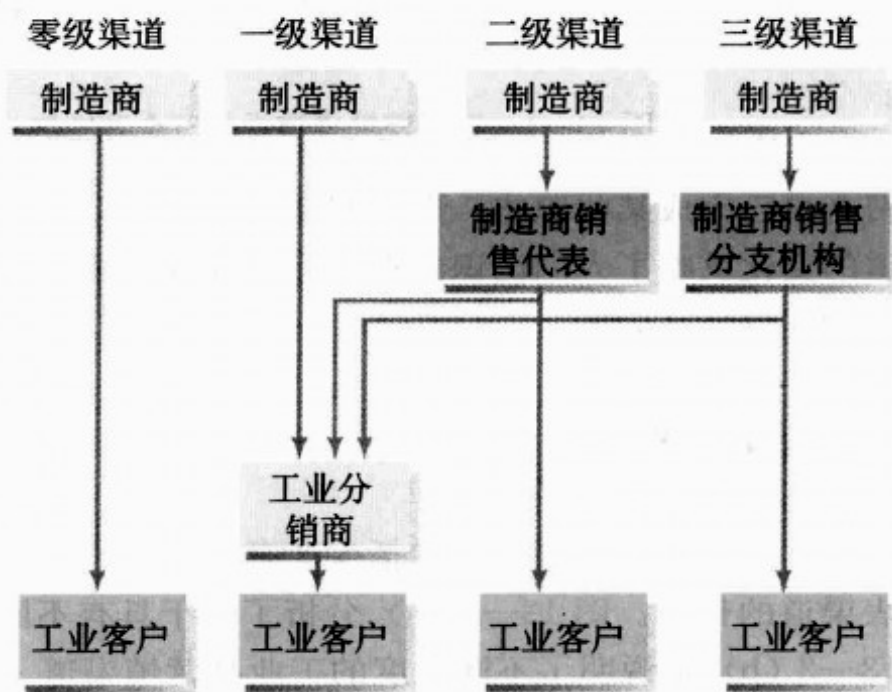 零级渠道 一级渠道 二级渠道 三级渠道
制造商 制造商 制造商 制造商
制造商销
售代表
制造商销售
分支机构
工业分
销商
工业客户 工业客户 工业客户 工业客户